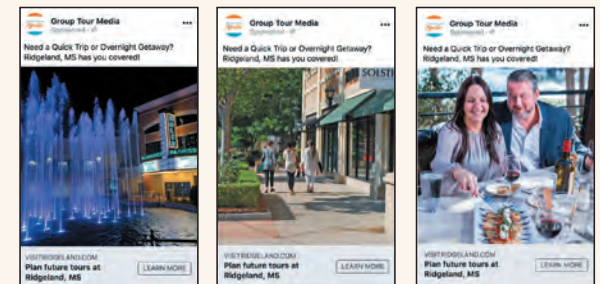 Group Tour Media
Sponsored
Need a Quick Trip or Overnight Getaway?
Ridgeland, MS has you covered!
VISITRIDGELAND.COM
Plan future tours at
Ridgeland, MS
LEARN MORE
Group Tour Media
Sponsored
Need a Quick Trip or Overnight Getaway?
Ridgeland, MS has you covered!
SOLSTI
VISITRIDGELAND.COM
Plan future tours at
Ridgeland, MS
LEARN MORE
Group Tour Media
Sponsored
Need a Quick Trip or Overnight Getaway?
Ridgeland, MS has you covered!
VISITRIDGELAND.COM
Plan future tours at
Ridgeland, MS
LEARN MORE